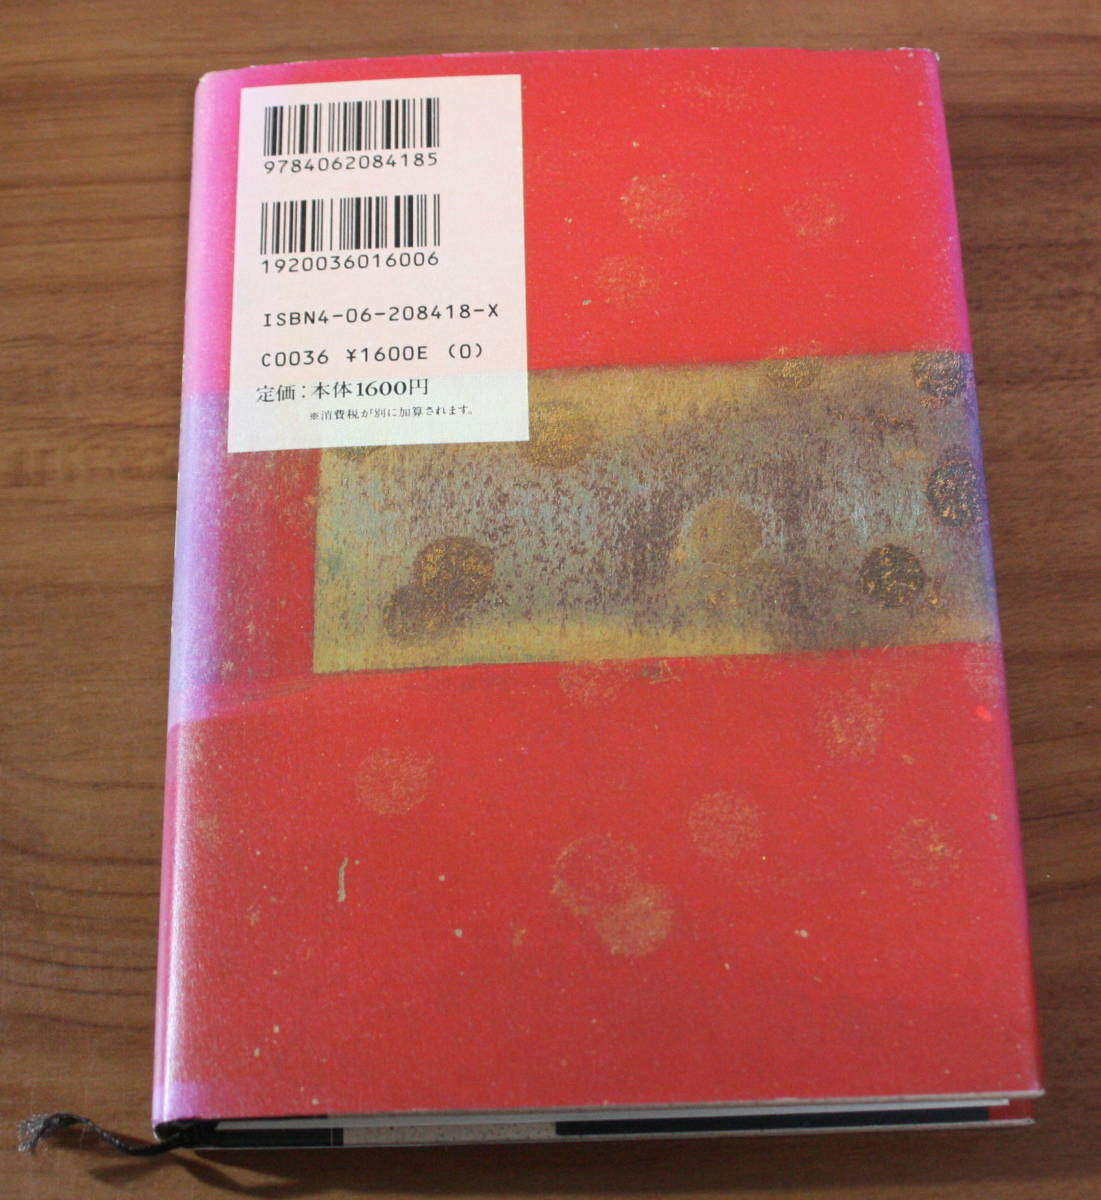 9784062084185
1920036016006
ISBN4-06-208418-X
C0036 ¥1600E (0)
定価：本体1600円
※消費税が別に加算されます。